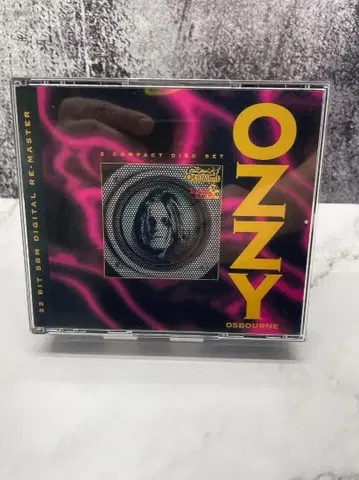 22 BIT SBM DIGITAL RE-MASTER
2 COMPACT DISC SET
OZZY
OSBOURNE